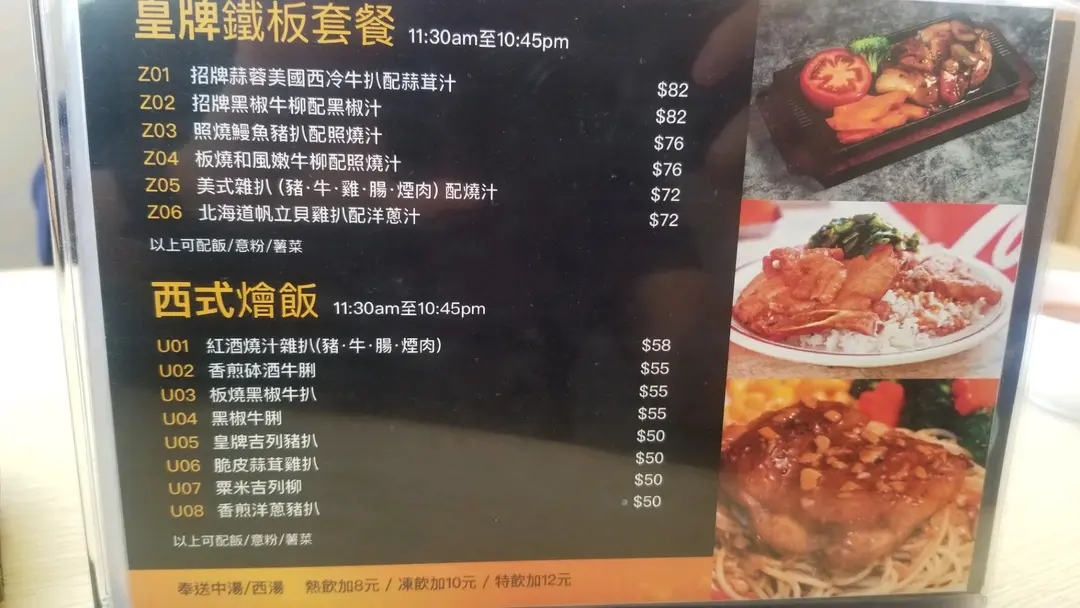 皇牌鐵板套餐 11:30am至10:45pm
Z01 招牌蒜蓉美國西冷牛扒配蒜茸汁 $82
Z02 招牌黑椒牛柳配黑椒汁 $82
Z03 照燒鰻魚豬扒配照燒汁 $76
Z04 板燒和風嫩牛柳配照燒汁 $76
Z05 美式雜扒 (豬·牛·雞·腸·煙肉) 配燒汁 $72
Z06 北海道帆立貝雞扒配洋蔥汁 $72
以上可配飯/意粉/薯菜
西式燴飯 11:30am至10:45pm
U01 紅酒燒汁雜扒(豬·牛·腸·煙肉) $58
U02 香煎砵酒牛脷 $55
U03 板燒黑椒牛扒 $55
U04 黑椒牛脷 $55
U05 皇牌吉列豬扒 $50
U06 脆皮蒜茸雞扒 $50
U07 粟米吉列柳 $50
U08 香煎洋蔥豬扒 $50
以上可配飯/意粉/薯菜
奉送中湯/西湯 熱飲加8元 / 凍飲加10元 / 特飲加12元